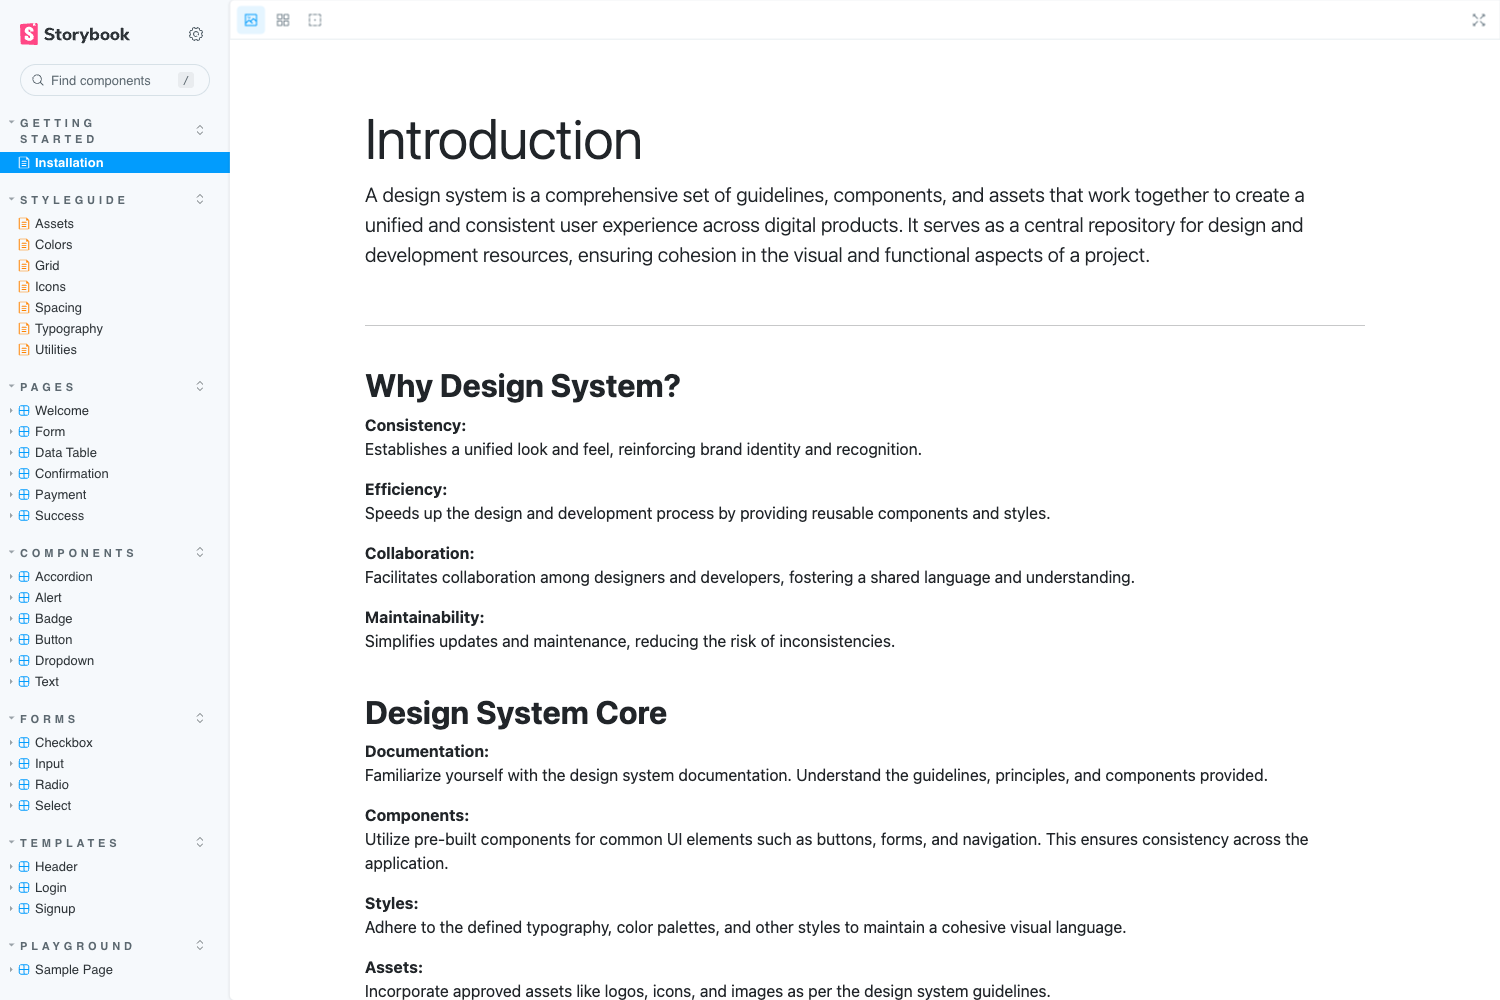 Storybook
Find components /
GETTING
STARTED
Installation
STYLEGUIDE
Assets
Colors
Grid
Icons
Spacing
Typography
Utilities
PAGES
Welcome
Form
Data Table
Confirmation
Payment
Success
COMPONENTS
Accordion
Alert
Badge
Button
Dropdown
Text
FORMS
Checkbox
Input
Radio
Select
TEMPLATES
Header
Login
Signup
PLAYGROUND
Sample Page
Introduction
A design system is a comprehensive set of guidelines, components, and assets that work together to create a
unified and consistent user experience across digital products. It serves as a central repository for design and
development resources, ensuring cohesion in the visual and functional aspects of a project.
Why Design System?
Consistency:
Establishes a unified look and feel, reinforcing brand identity and recognition.
Efficiency:
Speeds up the design and development process by providing reusable components and styles.
Collaboration:
Facilitates collaboration among designers and developers, fostering a shared language and understanding.
Maintainability:
Simplifies updates and maintenance, reducing the risk of inconsistencies.
Design System Core
Documentation:
Familiarize yourself with the design system documentation. Understand the guidelines, principles, and components provided.
Components:
Utilize pre-built components for common UI elements such as buttons, forms, and navigation. This ensures consistency across the
application.
Styles:
Adhere to the defined typography, color palettes, and other styles to maintain a cohesive visual language.
Assets:
Incorporate approved assets like logos, icons, and images as per the design system guidelines.